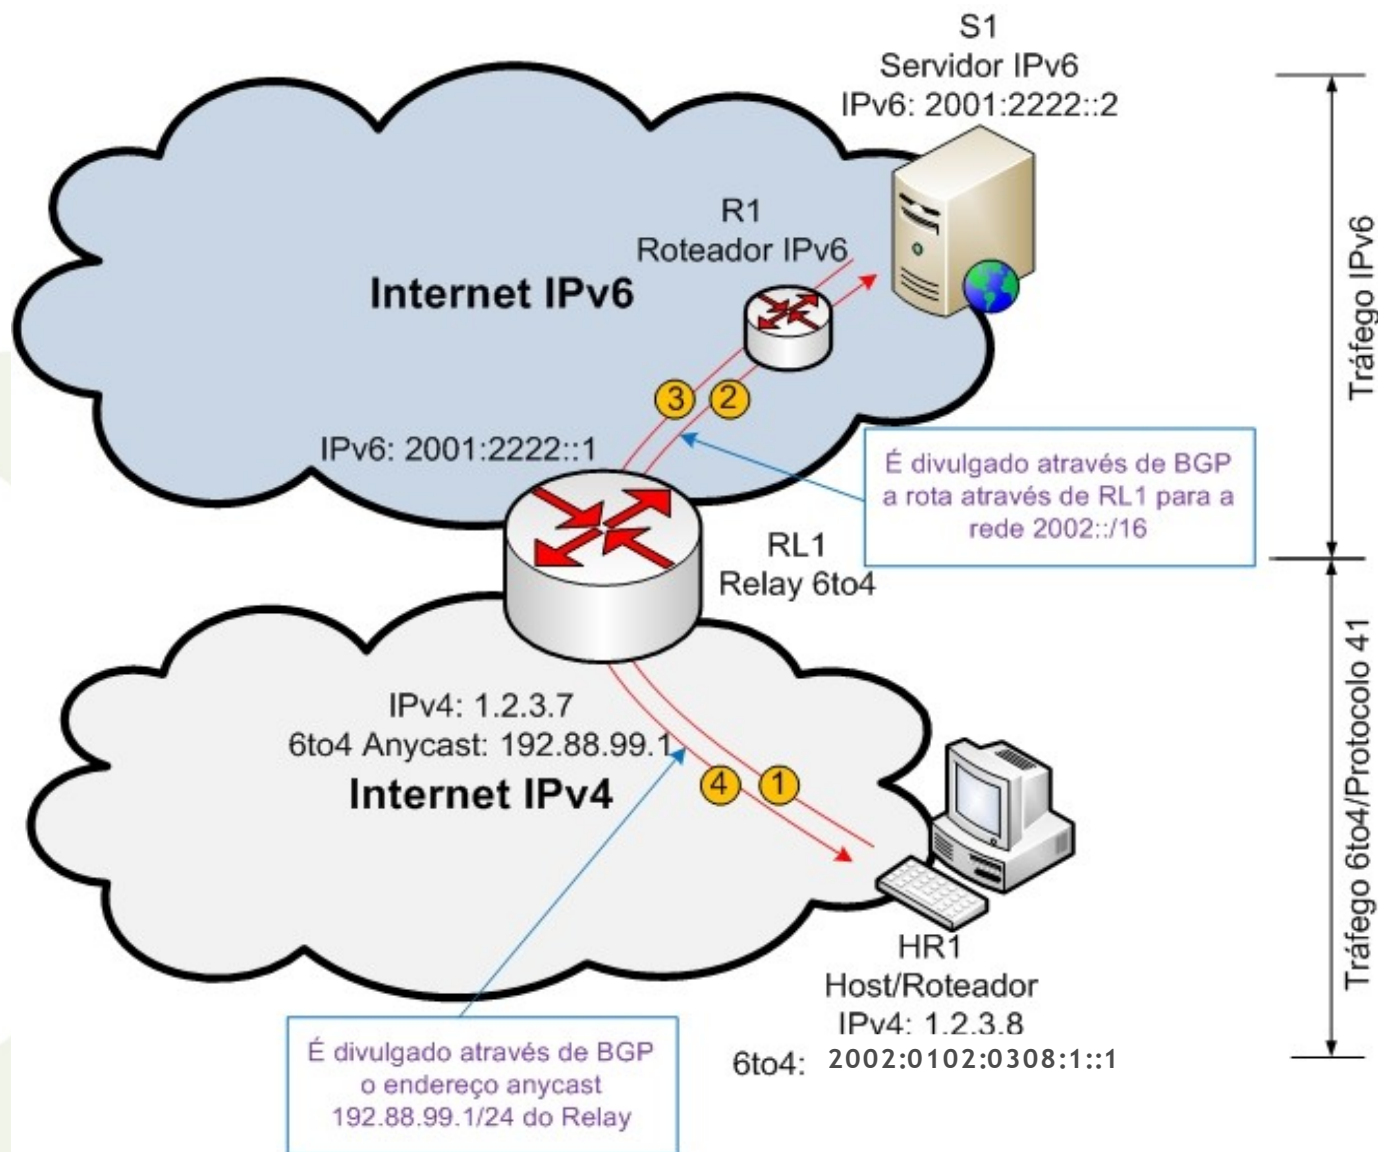 S1
Servidor IPv6
IPv6: 2001:2222::2
R1
Roteador IPv6
Internet IPv6
3
2
IPv6: 2001:2222::1
É divulgado através de BGP
a rota através de RL1 para a
rede 2002::/16
RL1
Relay 6to4
Tráfego IPv6
IPv4: 1.2.3.7
6to4 Anycast: 192.88.99.1
Internet IPv4
4
1
HR1
Host/Roteador
IPv4: 1.2.3.8
6to4: 2002:0102:0308:1::1
É divulgado através de BGP
o endereço anycast
192.88.99.1/24 do Relay
Tráfego 6to4/Protocolo 41